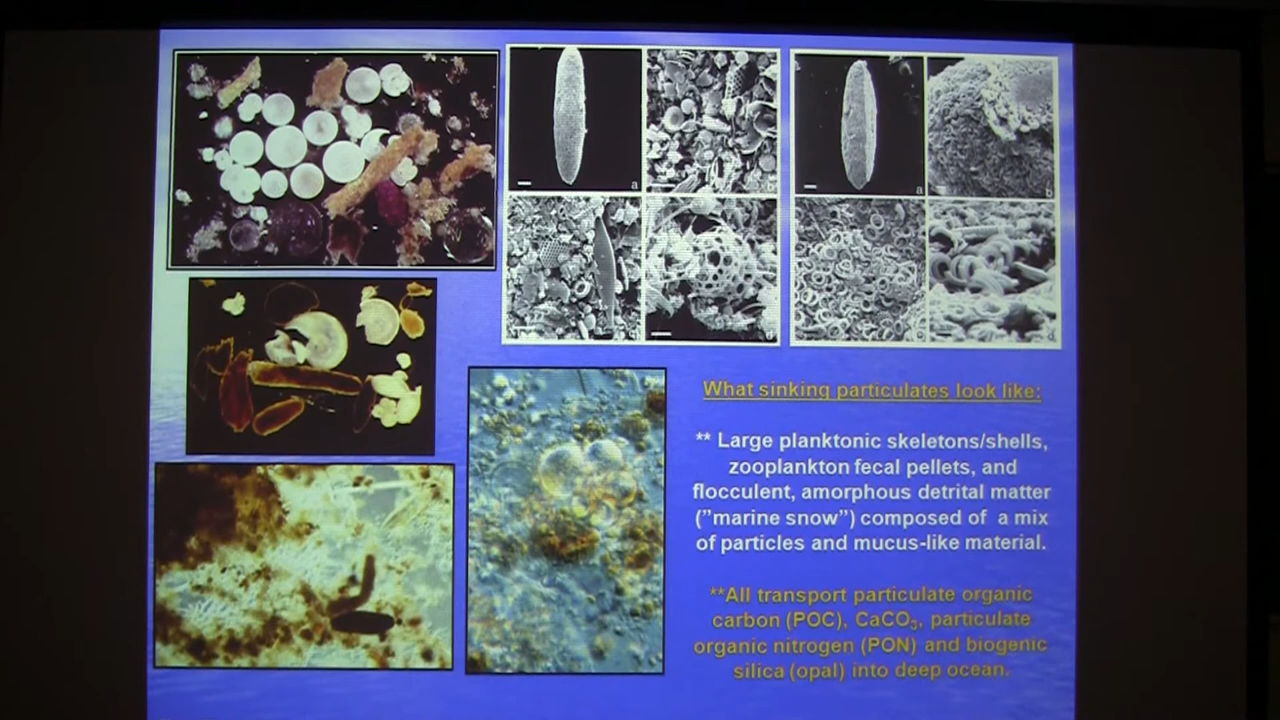 a
b
d
a
b
c
d
What sinking particulates look like:
** Large planktonic skeletons/shells,
zooplankton fecal pellets, and
flocculent, amorphous detrital matter
("marine snow") composed of a mix
of particles and mucus-like material.
**All transport particulate organic
carbon (POC), CaCO₃, particulate
organic nitrogen (PON) and biogenic
silica (opal) into deep ocean.